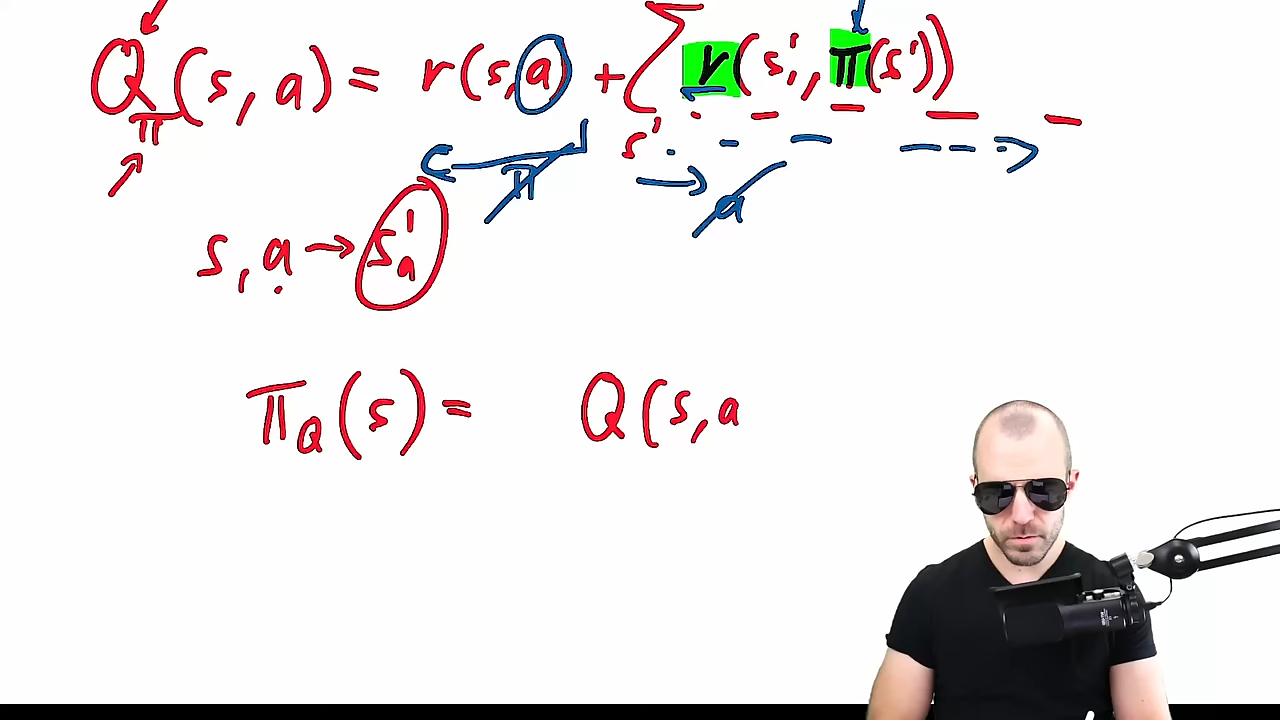 Q_π(s, a) = r(s, a) + Σ r(s', π(s'))
s'
π
a
s, a → s'_a
π_Q(s) = Q(s, a